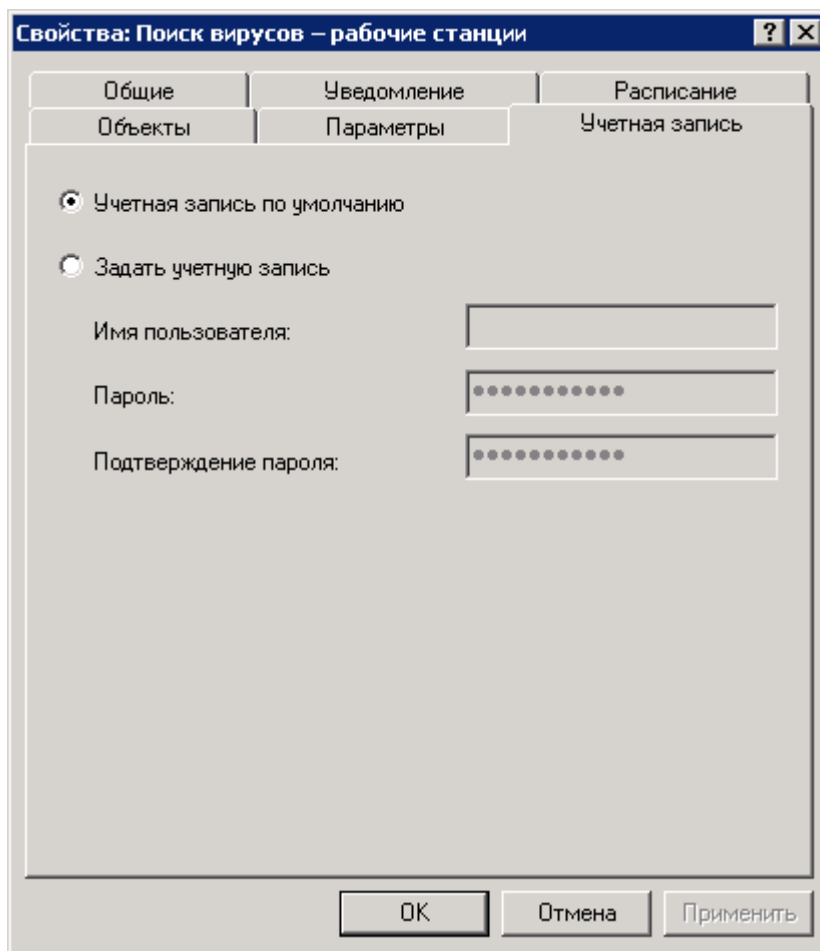 Свойства: Поиск вирусов – рабочие станции
Общие Уведомление Расписание
Объекты Параметры Учетная запись
Учетная запись по умолчанию
Задать учетную запись
Имя пользователя:
Пароль: ●●●●●●●●●●●
Подтверждение пароля: ●●●●●●●●●●●
OK Отмена Применить